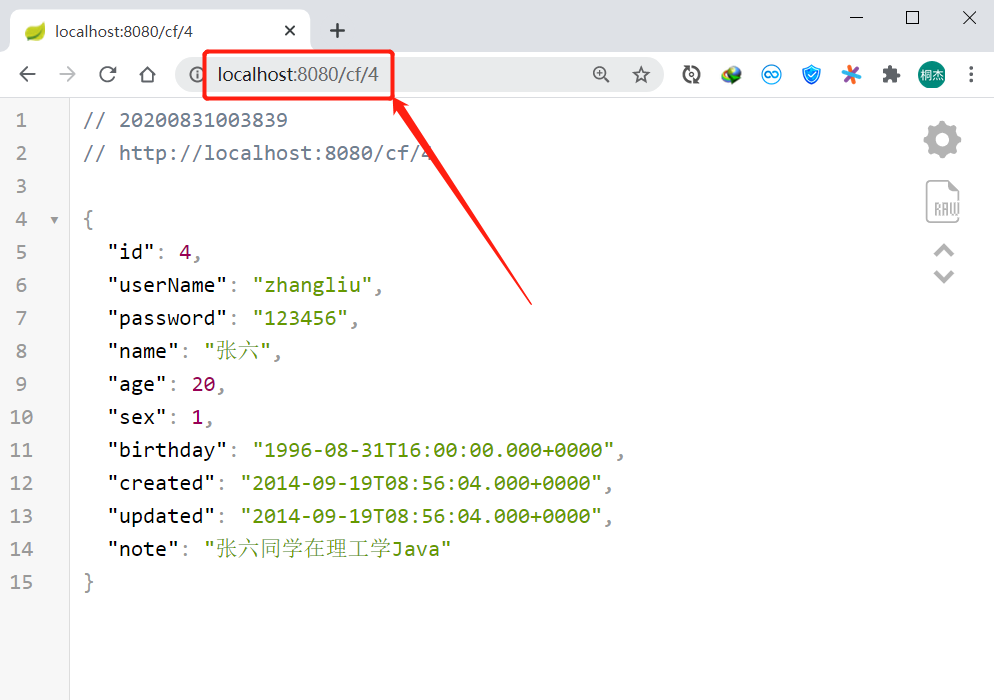 localhost:8080/cf/4
localhost:8080/cf/4
桐杰
1 // 20200831003839
2 // http://localhost:8080/cf/4
3
4 {
5 "id": 4,
6 "userName": "zhangliu",
7 "password": "123456",
8 "name": "张六",
9 "age": 20,
10 "sex": 1,
11 "birthday": "1996-08-31T16:00:00.000+0000",
12 "created": "2014-09-19T08:56:04.000+0000",
13 "updated": "2014-09-19T08:56:04.000+0000",
14 "note": "张六同学在理工学Java"
15 }
RAW